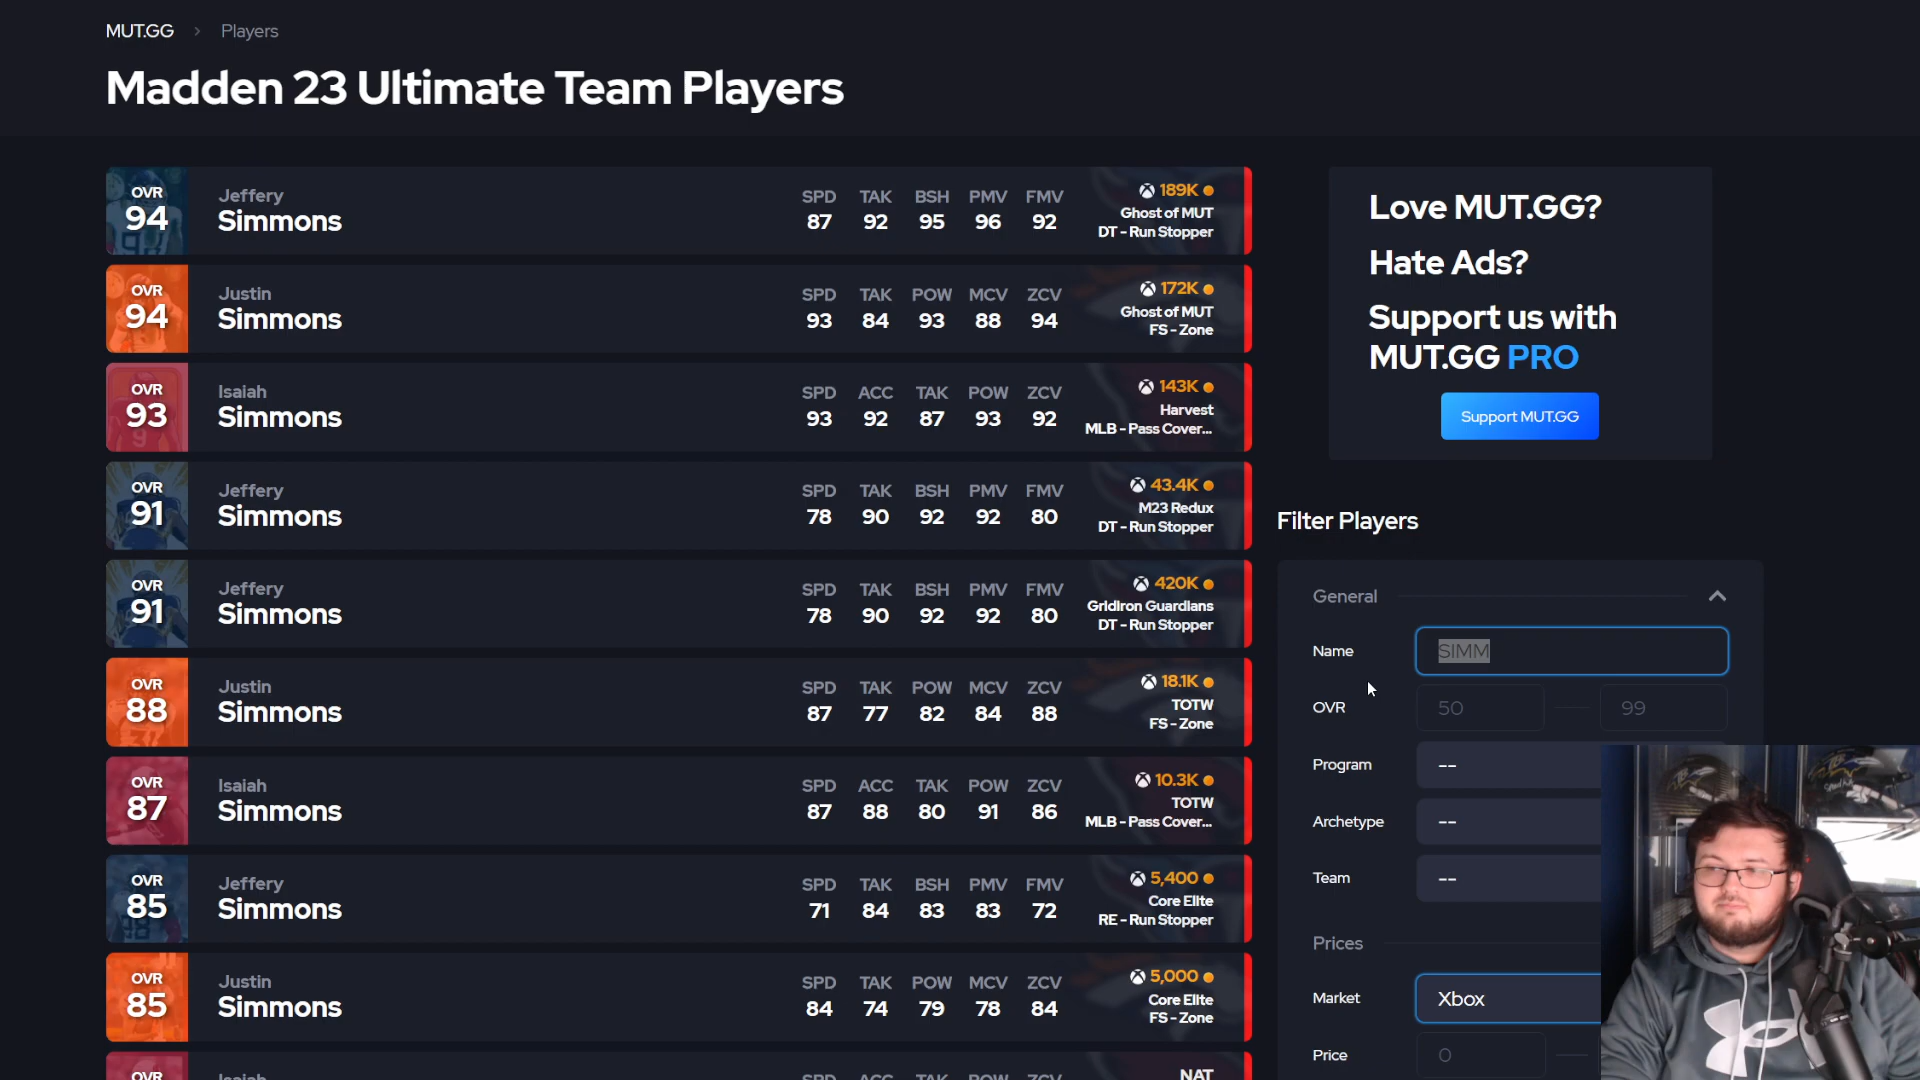 MUT.GG > Players
Madden 23 Ultimate Team Players
OVR
94
Jeffery
Simmons
SPD TAK BSH PMV FMV
87 92 95 96 92
189K
Ghost of MUT
DT - Run Stopper
OVR
94
Justin
Simmons
SPD TAK POW MCV ZCV
93 84 93 88 94
172K
Ghost of MUT
FS - Zone
OVR
93
Isaiah
Simmons
SPD ACC TAK POW ZCV
93 92 87 93 92
143K
Harvest
MLB - Pass Cover...
OVR
91
Jeffery
Simmons
SPD TAK BSH PMV FMV
78 90 92 92 80
43.4K
M23 Redux
DT - Run Stopper
OVR
91
Jeffery
Simmons
SPD TAK BSH PMV FMV
78 90 92 92 80
420K
Gridiron Guardians
DT - Run Stopper
OVR
88
Justin
Simmons
SPD TAK POW MCV ZCV
87 77 82 84 88
18.1K
TOTW
FS - Zone
OVR
87
Isaiah
Simmons
SPD ACC TAK POW ZCV
87 88 80 91 86
10.3K
TOTW
MLB - Pass Cover...
OVR
85
Jeffery
Simmons
SPD TAK BSH PMV FMV
71 84 83 83 72
5,400
Core Elite
RE - Run Stopper
OVR
85
Justin
Simmons
SPD TAK POW MCV ZCV
84 74 79 78 84
5,000
Core Elite
FS - Zone
OVR
Isaiah
SPD ACC TAK POW ZCV
NAT
Love MUT.GG?
Hate Ads?
Support us with
MUT.GG PRO
Support MUT.GG
Filter Players
General
Name SIMM
OVR 50 99
Program --
Archetype --
Team --
Prices
Market Xbox
Price 0